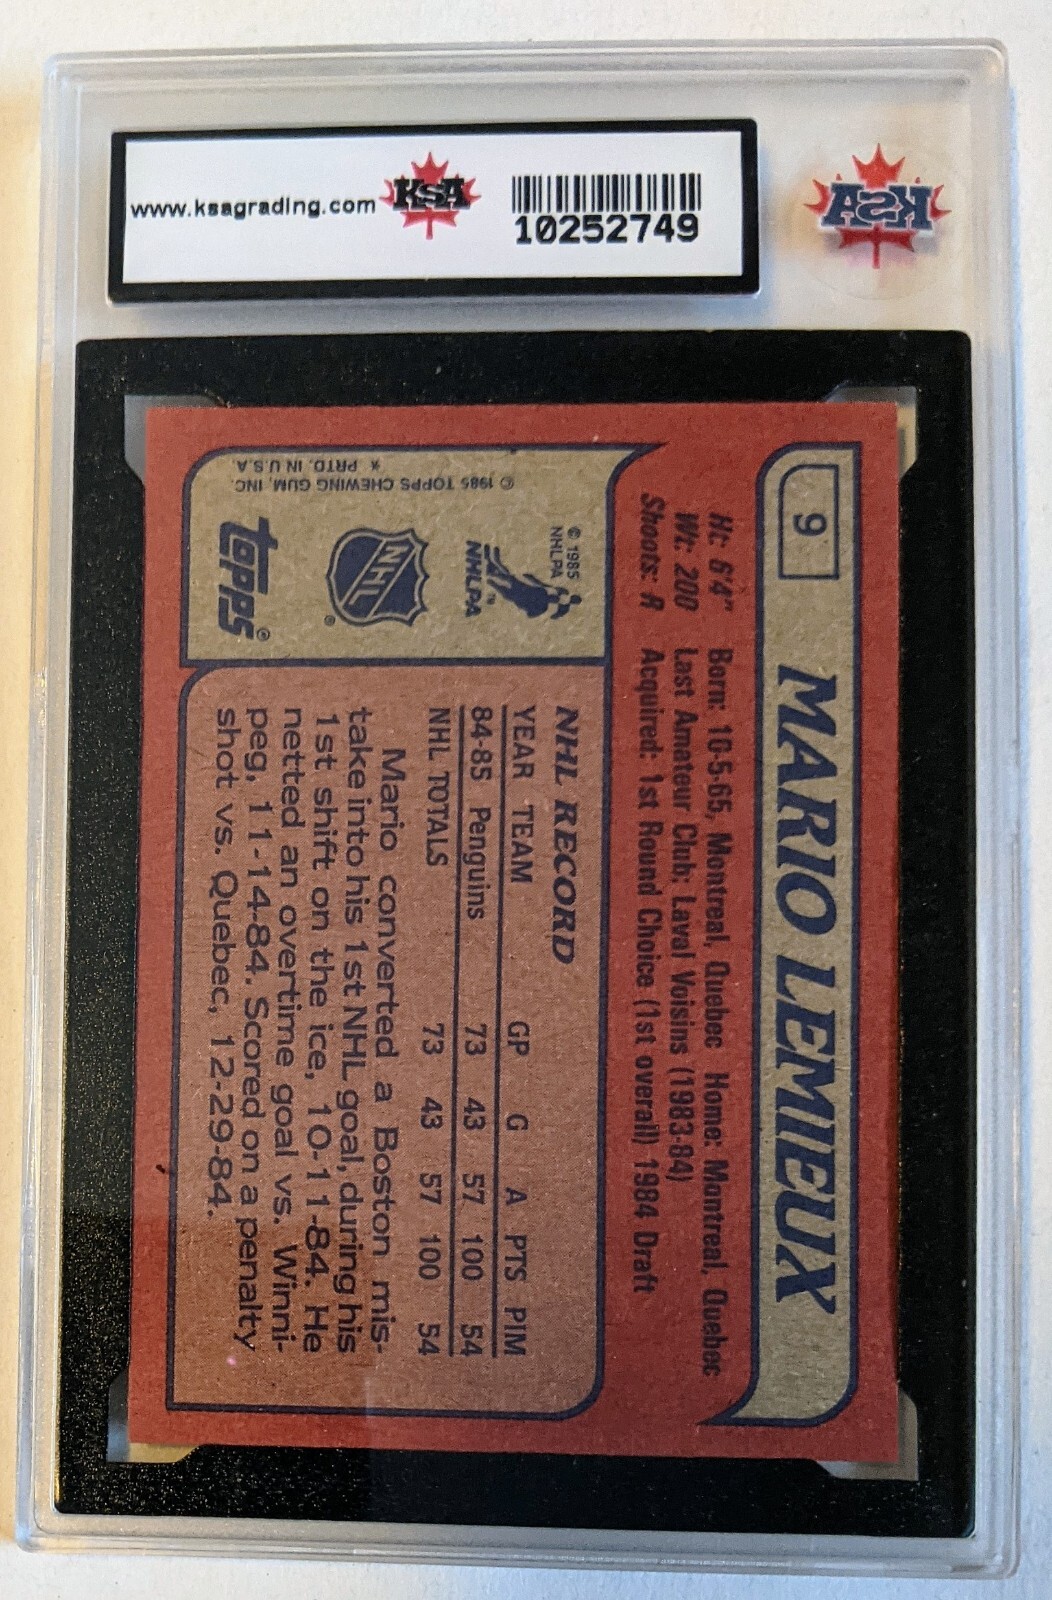 www.ksagrading.com
KSA
10252749
KSA
9
MARIO LEMIEUX
Ht: 6'4" Born: 10-5-65, Montreal, Quebec Home: Montreal, Quebec
Wt: 200 Last Amateur Club: Laval Voisins (1983-84)
Shoots: R Acquired: 1st Round Choice (1st overall) 1984 Draft
© 1985
NHLPA
NHLPA
TM
NHL
®
topps©
© 1985 TOPPS CHEWING GUM, INC.
* PRTD. IN U.S.A.
NHL RECORD
YEAR TEAM GP G A PTS PIM
84-85 Penguins 73 43 57 100 54
NHL TOTALS 73 43 57 100 54
Mario converted a Boston mis-
take into his 1st NHL goal, during his
1st shift on the ice, 10-11-84. He
netted an overtime goal vs. Winni-
peg, 11-14-84. Scored on a penalty
shot vs. Quebec, 12-29-84.